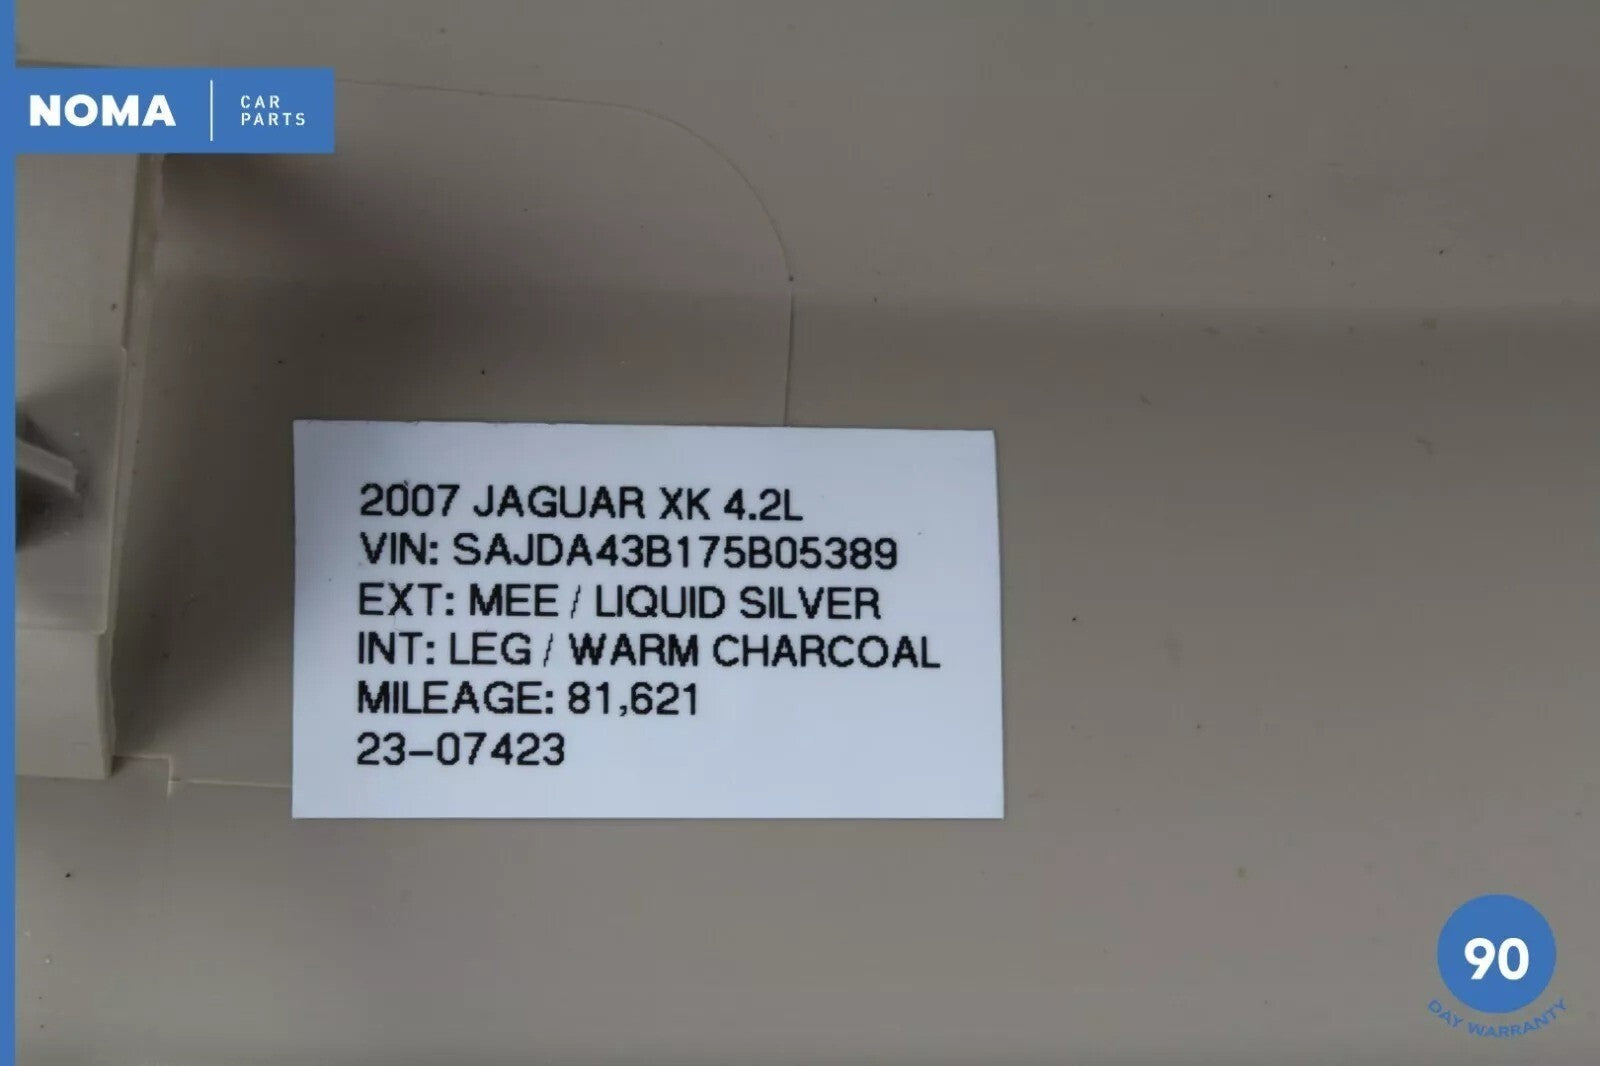 NOMA
CAR
PARTS
2007 JAGUAR XK 4.2L
VIN: SAJDA43B175B05389
EXT: MEE / LIQUID SILVER
INT: LEG / WARM CHARCOAL
MILEAGE: 81,621
23-07423
90
DAY WARRANTY